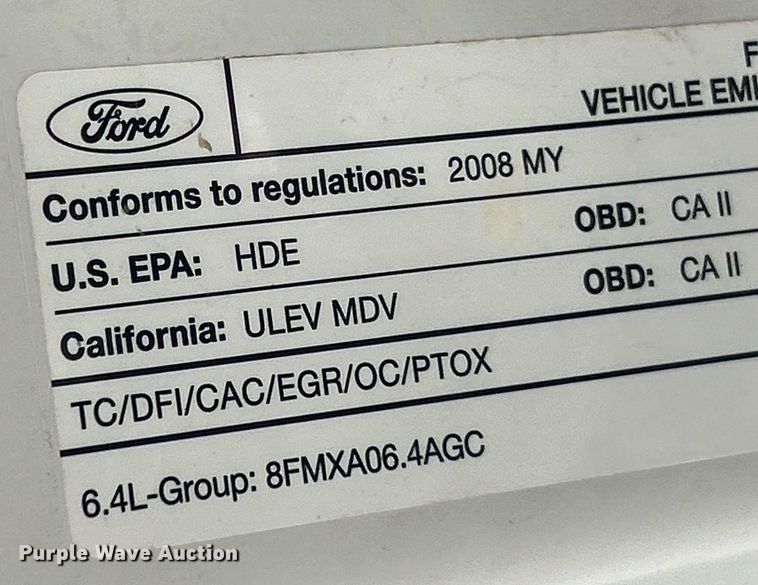 Ford
VEHICLE
Conforms to regulations: 2008 MY
U.S. EPA: HDE OBD: CA II
California: ULEV MDV OBD: CA II
TC/DFI/CAC/EGR/OC/PTOX
6.4L-Group: 8FMXA06.4AGC
Purple Wave Auction